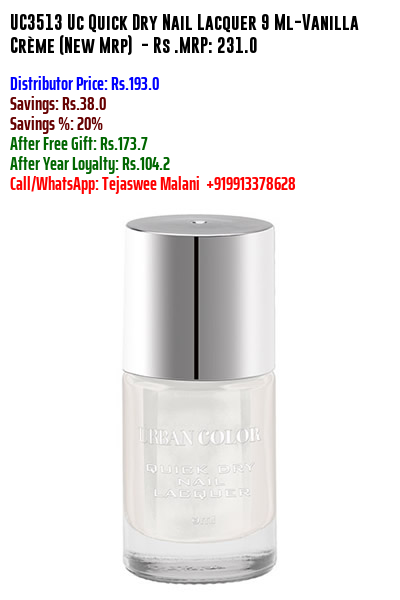 UC3513 Uc Quick Dry Nail Lacquer 9 Ml-Vanilla
Crème (New Mrp) - Rs .MRP: 231.0
Distributor Price: Rs.193.0
Savings: Rs.38.0
Savings %: 20%
After Free Gift: Rs.173.7
After Year Loyalty: Rs.104.2
Call/WhatsApp: Tejaswee Malani +919913378628
URBAN COLOR
QUICK DRY
NAIL
LACQUER
9ml